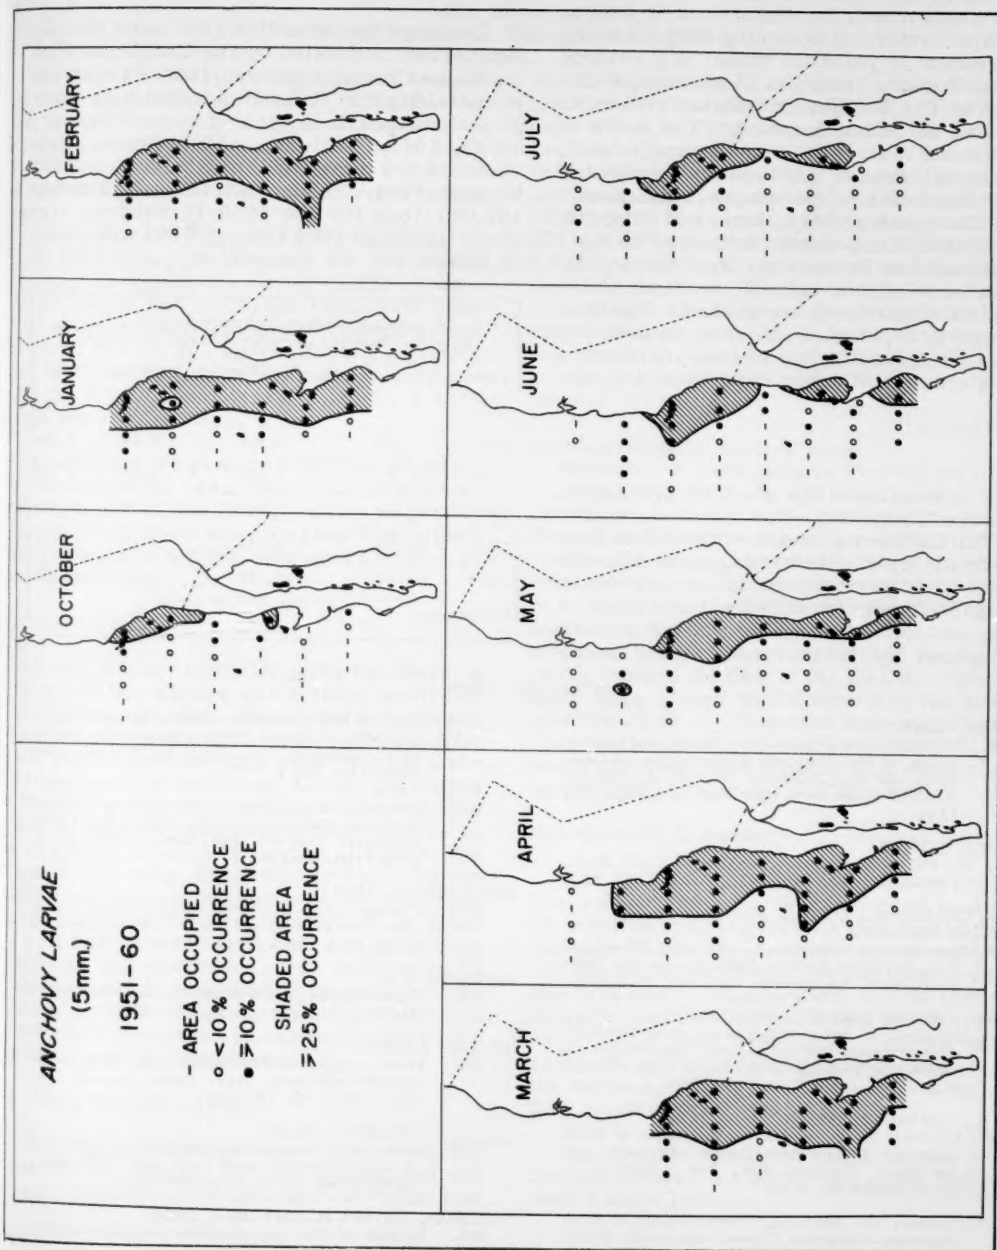 ANCHOVY LARVAE
(5mm.)
1951-60
- AREA OCCUPIED
○ <10% OCCURRENCE
● ≥10% OCCURRENCE
SHADED AREA
≥25% OCCURRENCE
OCTOBER
JANUARY
FEBRUARY
MARCH
APRIL
MAY
JUNE
JULY